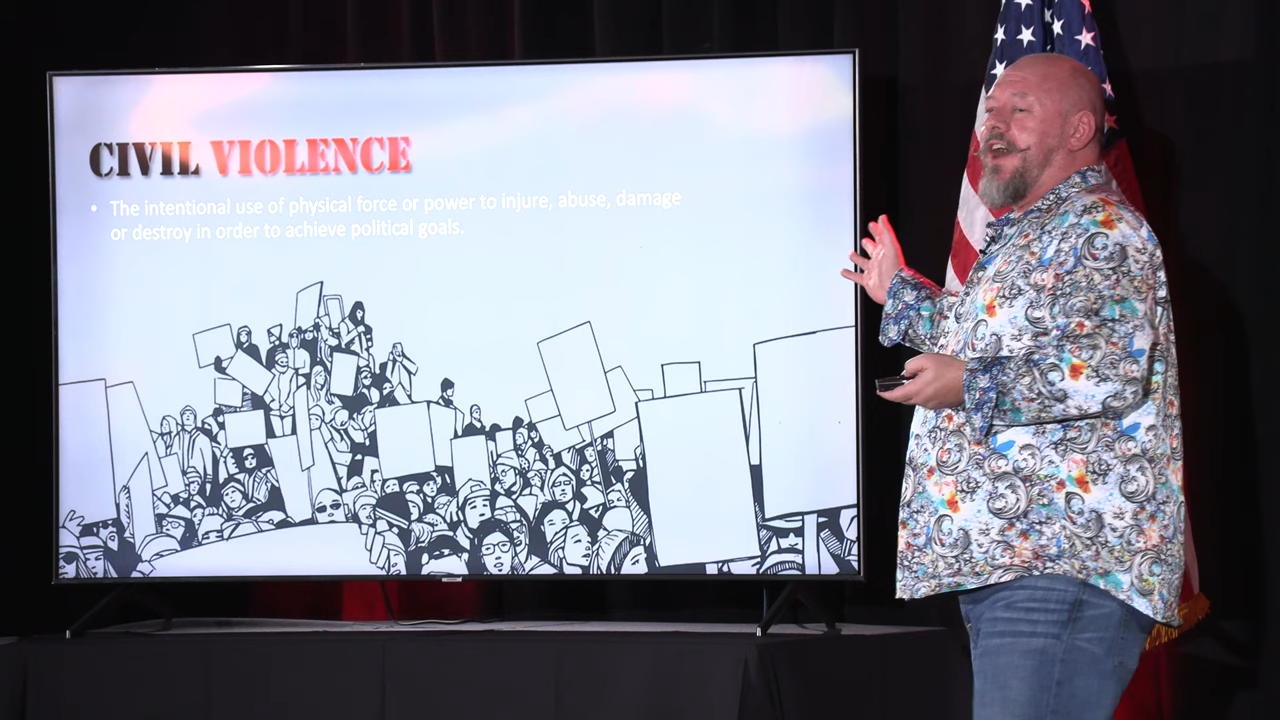 CIVIL VIOLENCE
• The intentional use of physical force or power to injure, abuse, damage
or destroy in order to achieve political goals.